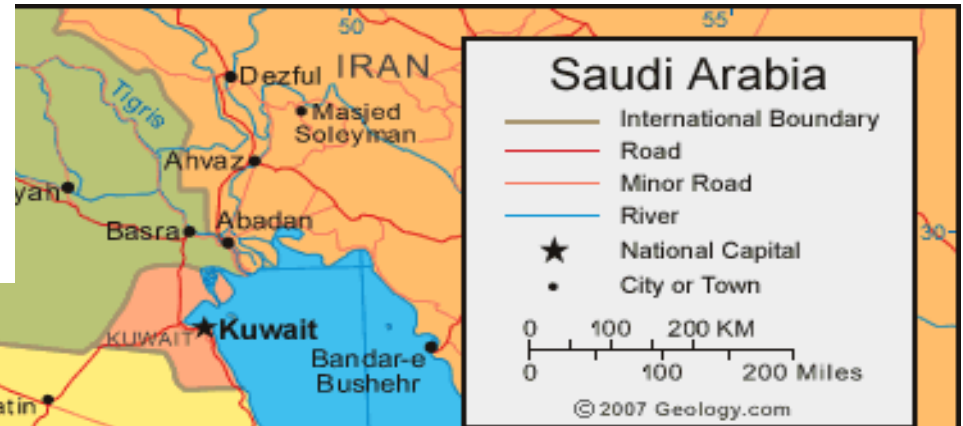 50
55
Dezful
IRAN
Tigris
Masjed
Soleyman
Ahvaz
yah
Abadan
Basra
30
KUWAIT
Kuwait
Bandar-e
Bushehr
atin
Saudi Arabia
International Boundary
Road
Minor Road
River
National Capital
City or Town
0 100 200 KM
0 100 200 Miles
© 2007 Geology.com